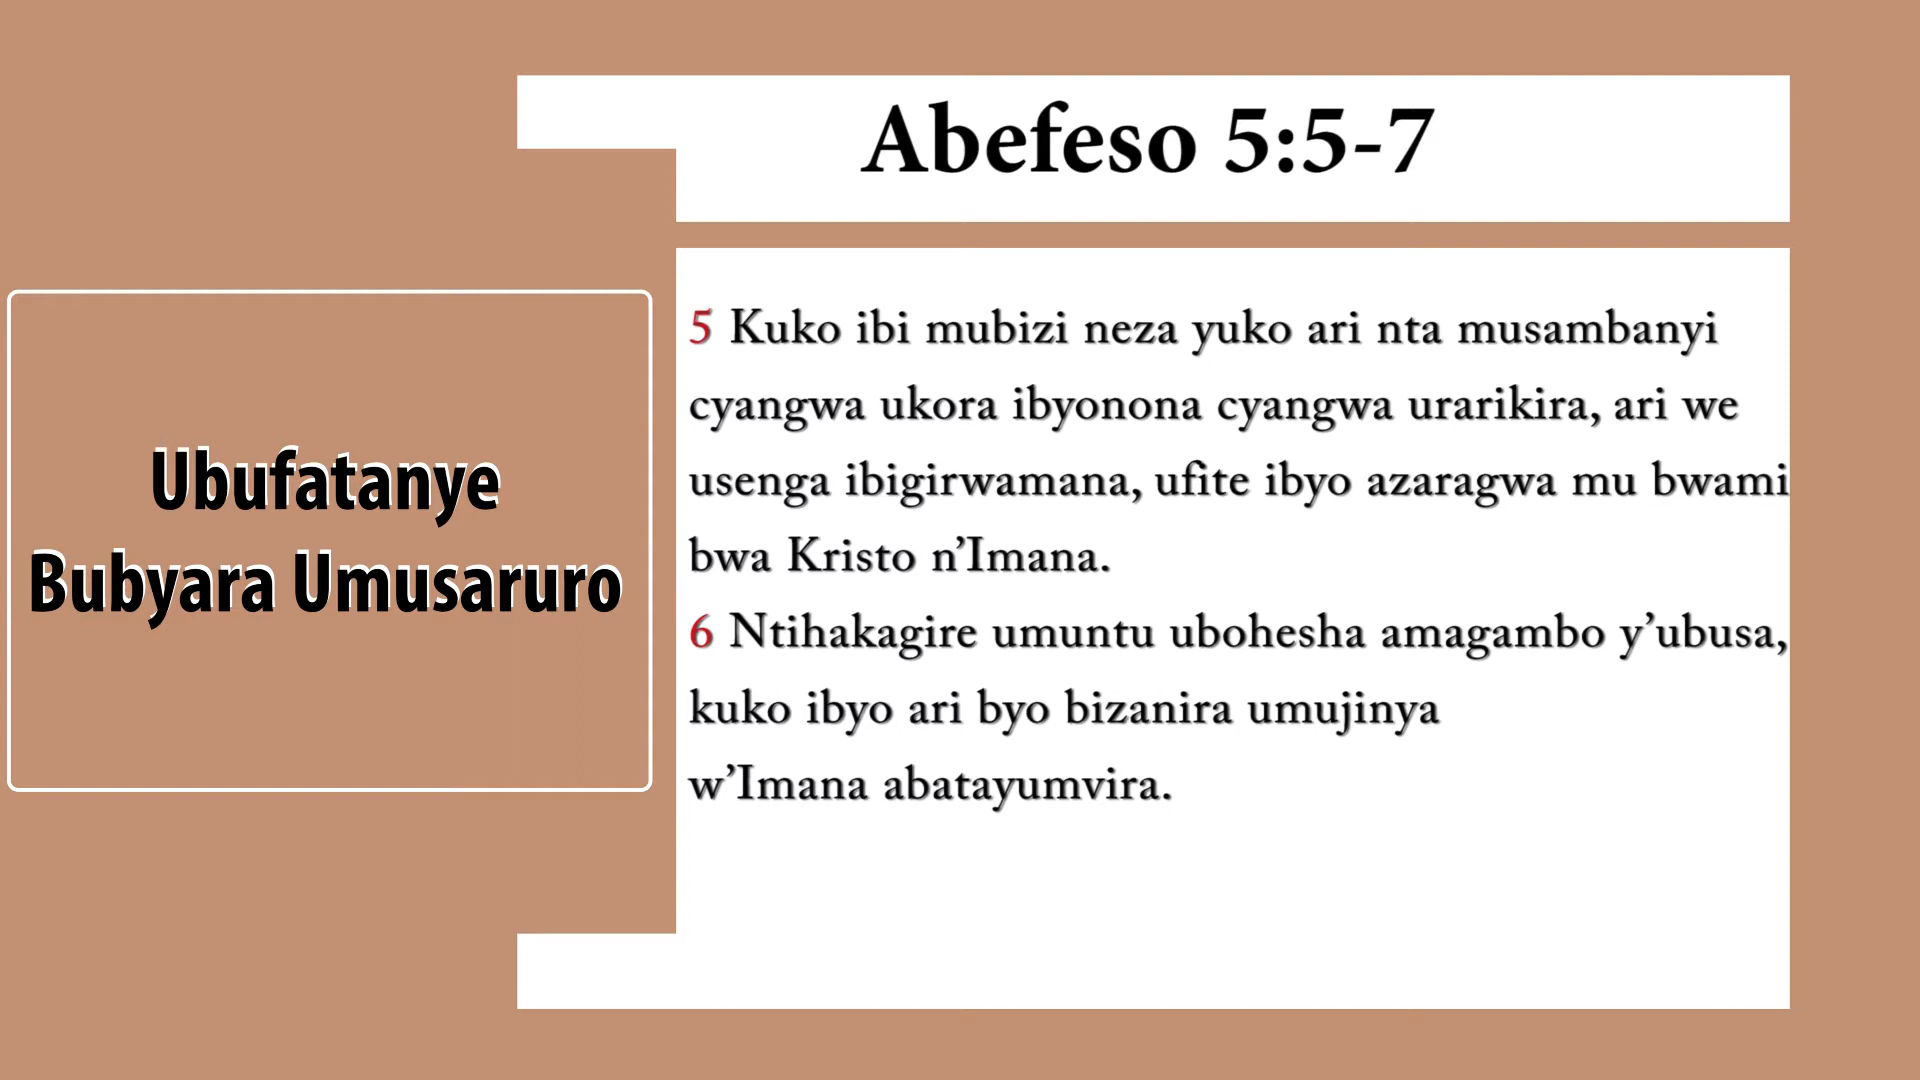 Abefeso 5:5-7
Ubufatanye
Bubyara Umusaruro
5 Kuko ibi mubizi neza yuko ari nta musambanyi
cyangwa ukora ibyonona cyangwa urarikira, ari we
usenga ibigirwamana, ufite ibyo azaragwa mu bwami
bwa Kristo n’Imana.
6 Ntihakagire umuntu ubohesha amagambo y’ubusa,
kuko ibyo ari byo bizanira umujinya
w’Imana abatayumvira.